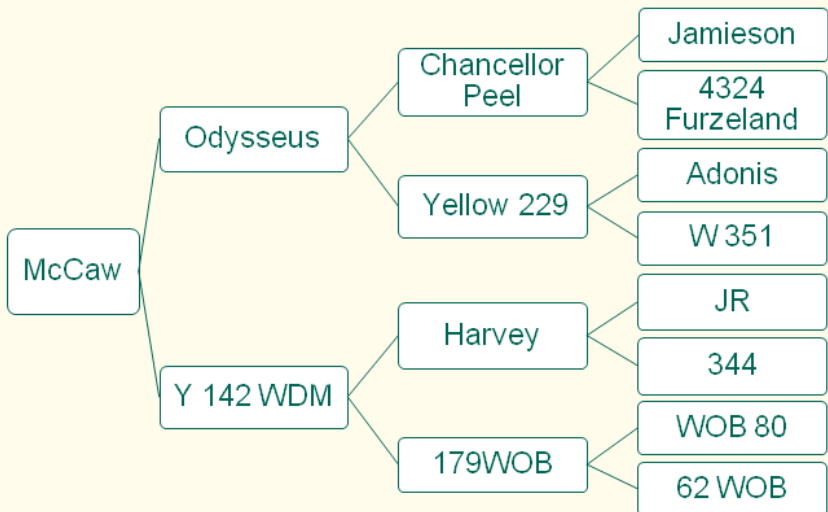 McCaw
Odysseus
Y 142 WDM
Chancellor
Peel
Yellow 229
Harvey
179WOB
Jamieson
4324
Furzeland
Adonis
W 351
JR
344
WOB 80
62 WOB